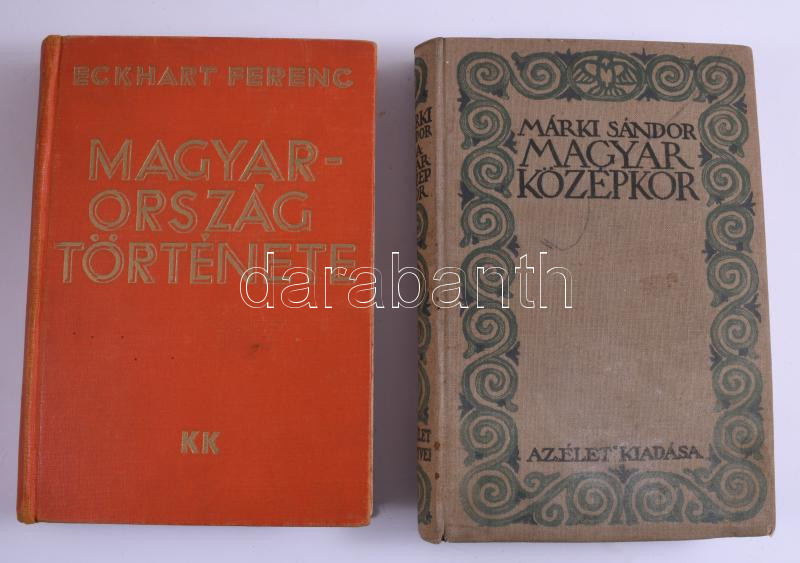 ECKHART FERENC
MAGYAR-
ORSZÁG
TÖRTÉNETE
KK
MÁRKI SÁNDOR
MAGYAR
KÖZÉPKOR
AZ „ÉLET" KIADÁSA
darabanth